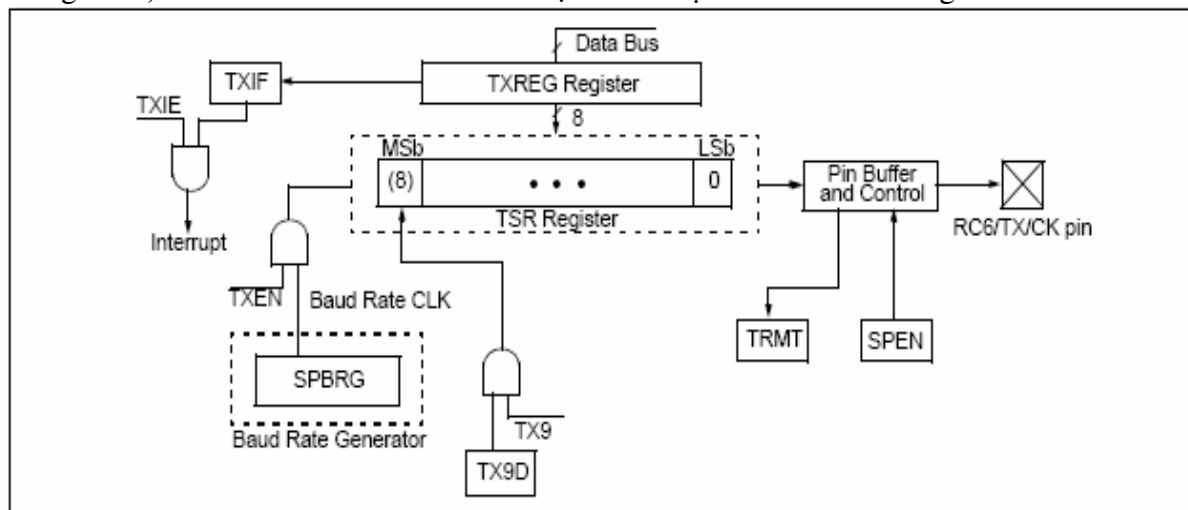 Data Bus
TXIF
TXREG Register
TXIE
8
MSb
LSb
(8)
• • •
0
Pin Buffer
and Control
TSR Register
Interrupt
RC6/TX/CK pin
TXEN
Baud Rate CLK
TRMT
SPEN
SPBRG
TX9
Baud Rate Generator
TX9D